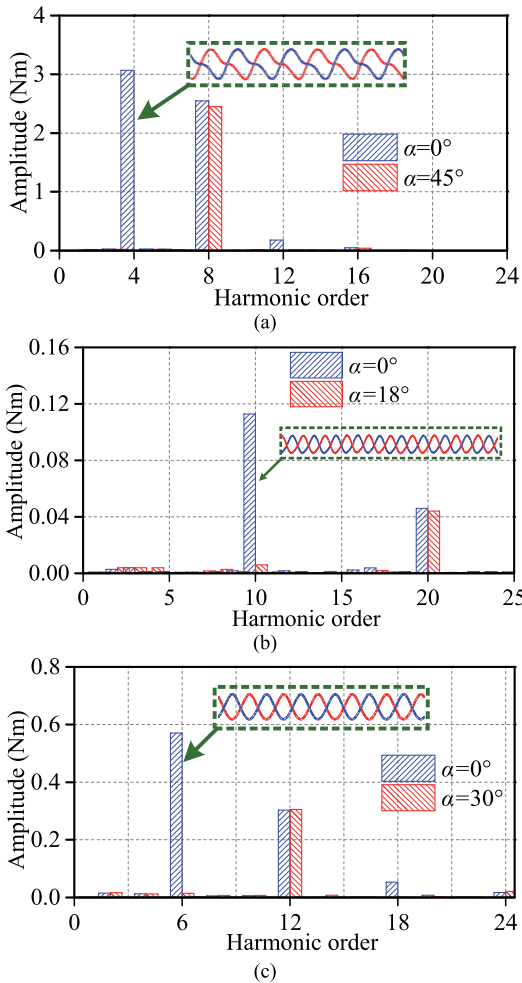 4
3
2
1
0
Amplitude (Nm)
α=0°
α=45°
0 4 8 12 16 20 24
Harmonic order
(a)
0.16
0.12
0.08
0.04
0.00
Amplitude (Nm)
α=0°
α=18°
0 5 10 15 20 25
Harmonic order
(b)
0.8
0.6
0.4
0.2
0.0
Amplitude (Nm)
α=0°
α=30°
0 6 12 18 24
Harmonic order
(c)